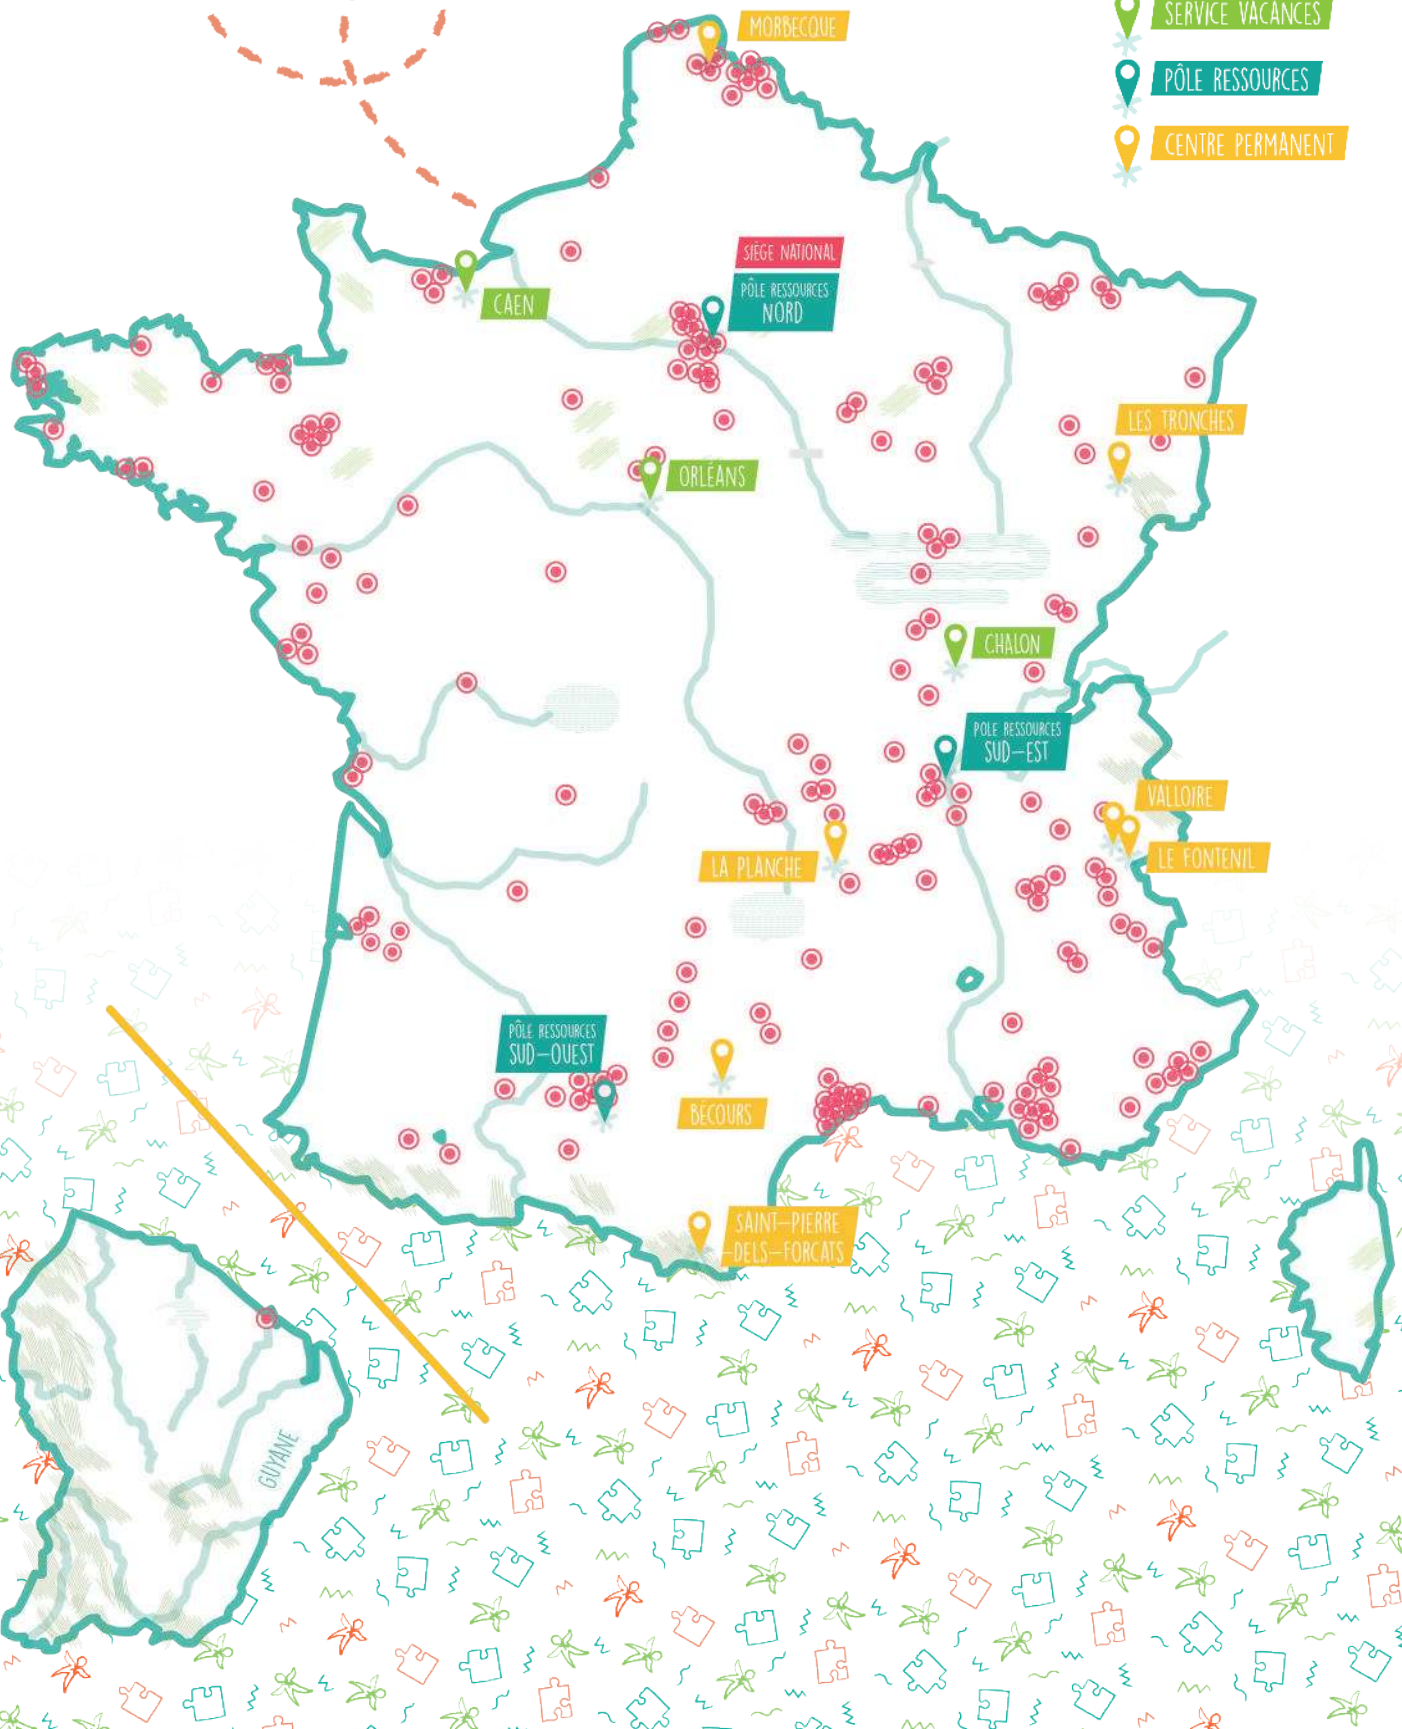 SERVICE VACANCES
MORBECQUE
PÔLE RESSOURCES
CENTRE PERMANENT
SIÈGE NATIONAL
PÔLE RESSOURCES
NORD
CAEN
LES TRONCHES
ORLÉANS
CHALON
POLE RESSOURCES
SUD-EST
VALLOIRE
LE FONTENIL
LA PLANCHE
PÔLE RESSOURCES
SUD-OUEST
BÉCOURS
SAINT-PIERRE
-DELS-FORCATS
GUYANE